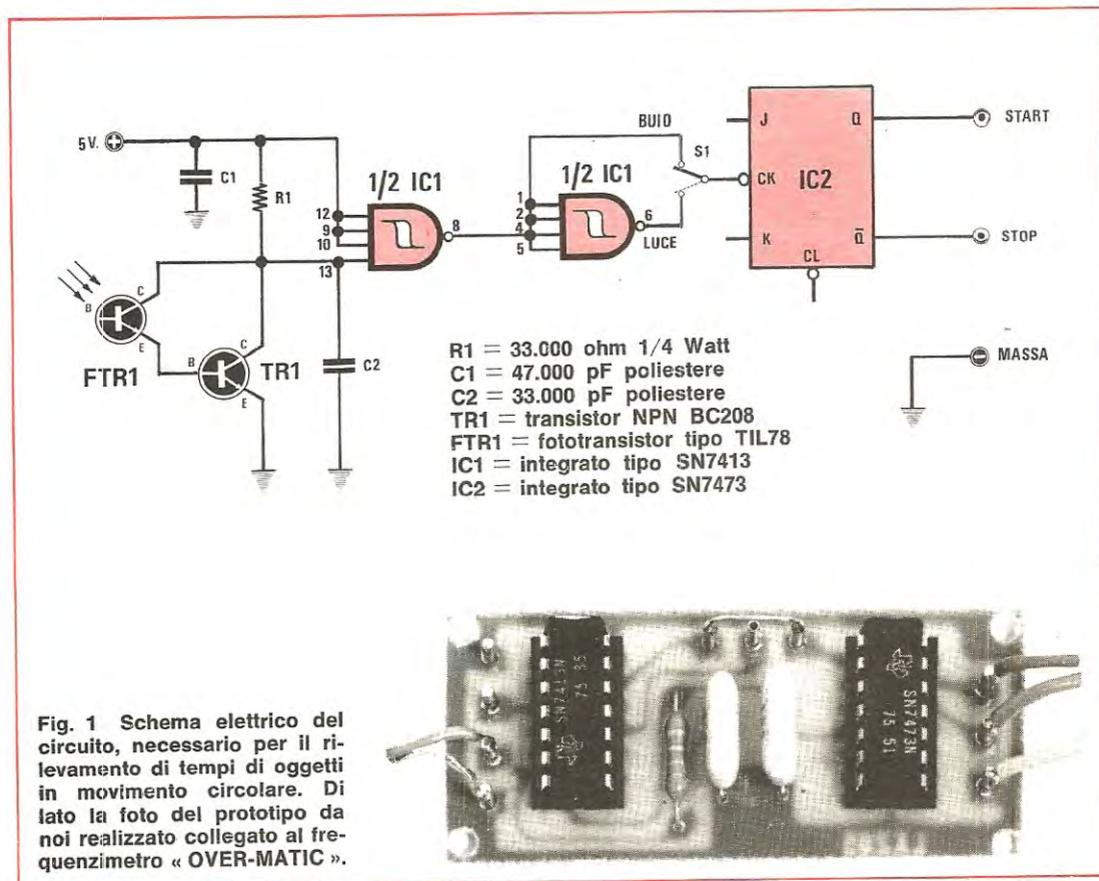 5V.
C1
R1
1/2 IC1
12
9
10
13
8
1/2 IC1
1
2
4
5
6
BUIO
LUCE
S1
J
Q
CK
IC2
K
Q̅
CL
START
STOP
MASSA
B
C
E
FTR1
B
C
E
TR1
C2
R1 = 33.000 ohm 1/4 Watt
C1 = 47.000 pF poliestere
C2 = 33.000 pF poliestere
TR1 = transistor NPN BC208
FTR1 = fototransistor tipo TIL78
IC1 = integrato tipo SN7413
IC2 = integrato tipo SN7473
SN7413N
SN7473N
75 51
Fig. 1 Schema elettrico del
circuito, necessario per il ri-
levamento di tempi di oggetti
in movimento circolare. Di
lato la foto del prototipo da
noi realizzato collegato al fre-
quenzimetro « OVER-MATIC ».